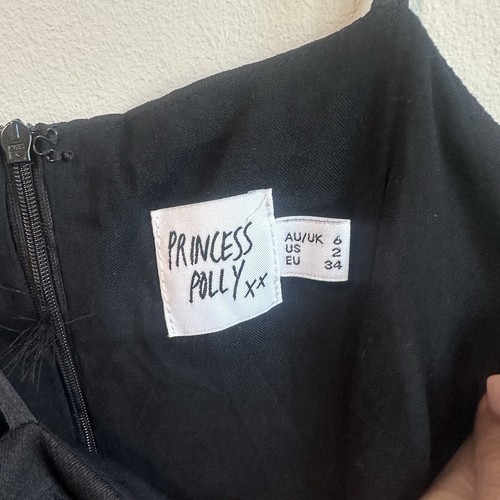 PRINCESS
POLLY xx
AU/UK 6
US 2
EU 34